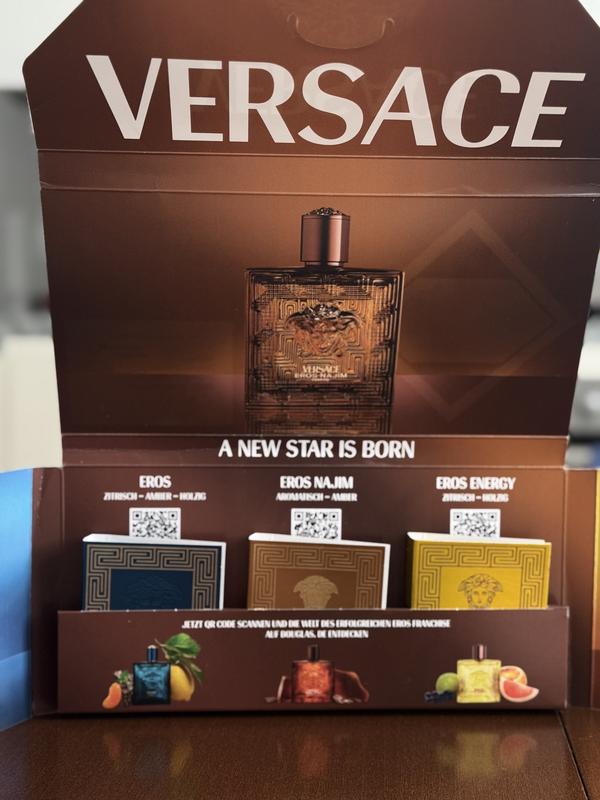 VERSACE
VERSACE
EROS NAJIM
A NEW STAR IS BORN
EROS
ZITRISCH – AMBER – HOLZIG
EROS NAJIM
AROMATISCH – AMBER
EROS ENERGY
ZITRISCH – HOLZIG
JETZT QR CODE SCANNEN UND DIE WELT DES ERFOLGREICHEN EROS FRANCHISE
AUF DOUGLAS. DE ENTDECKEN